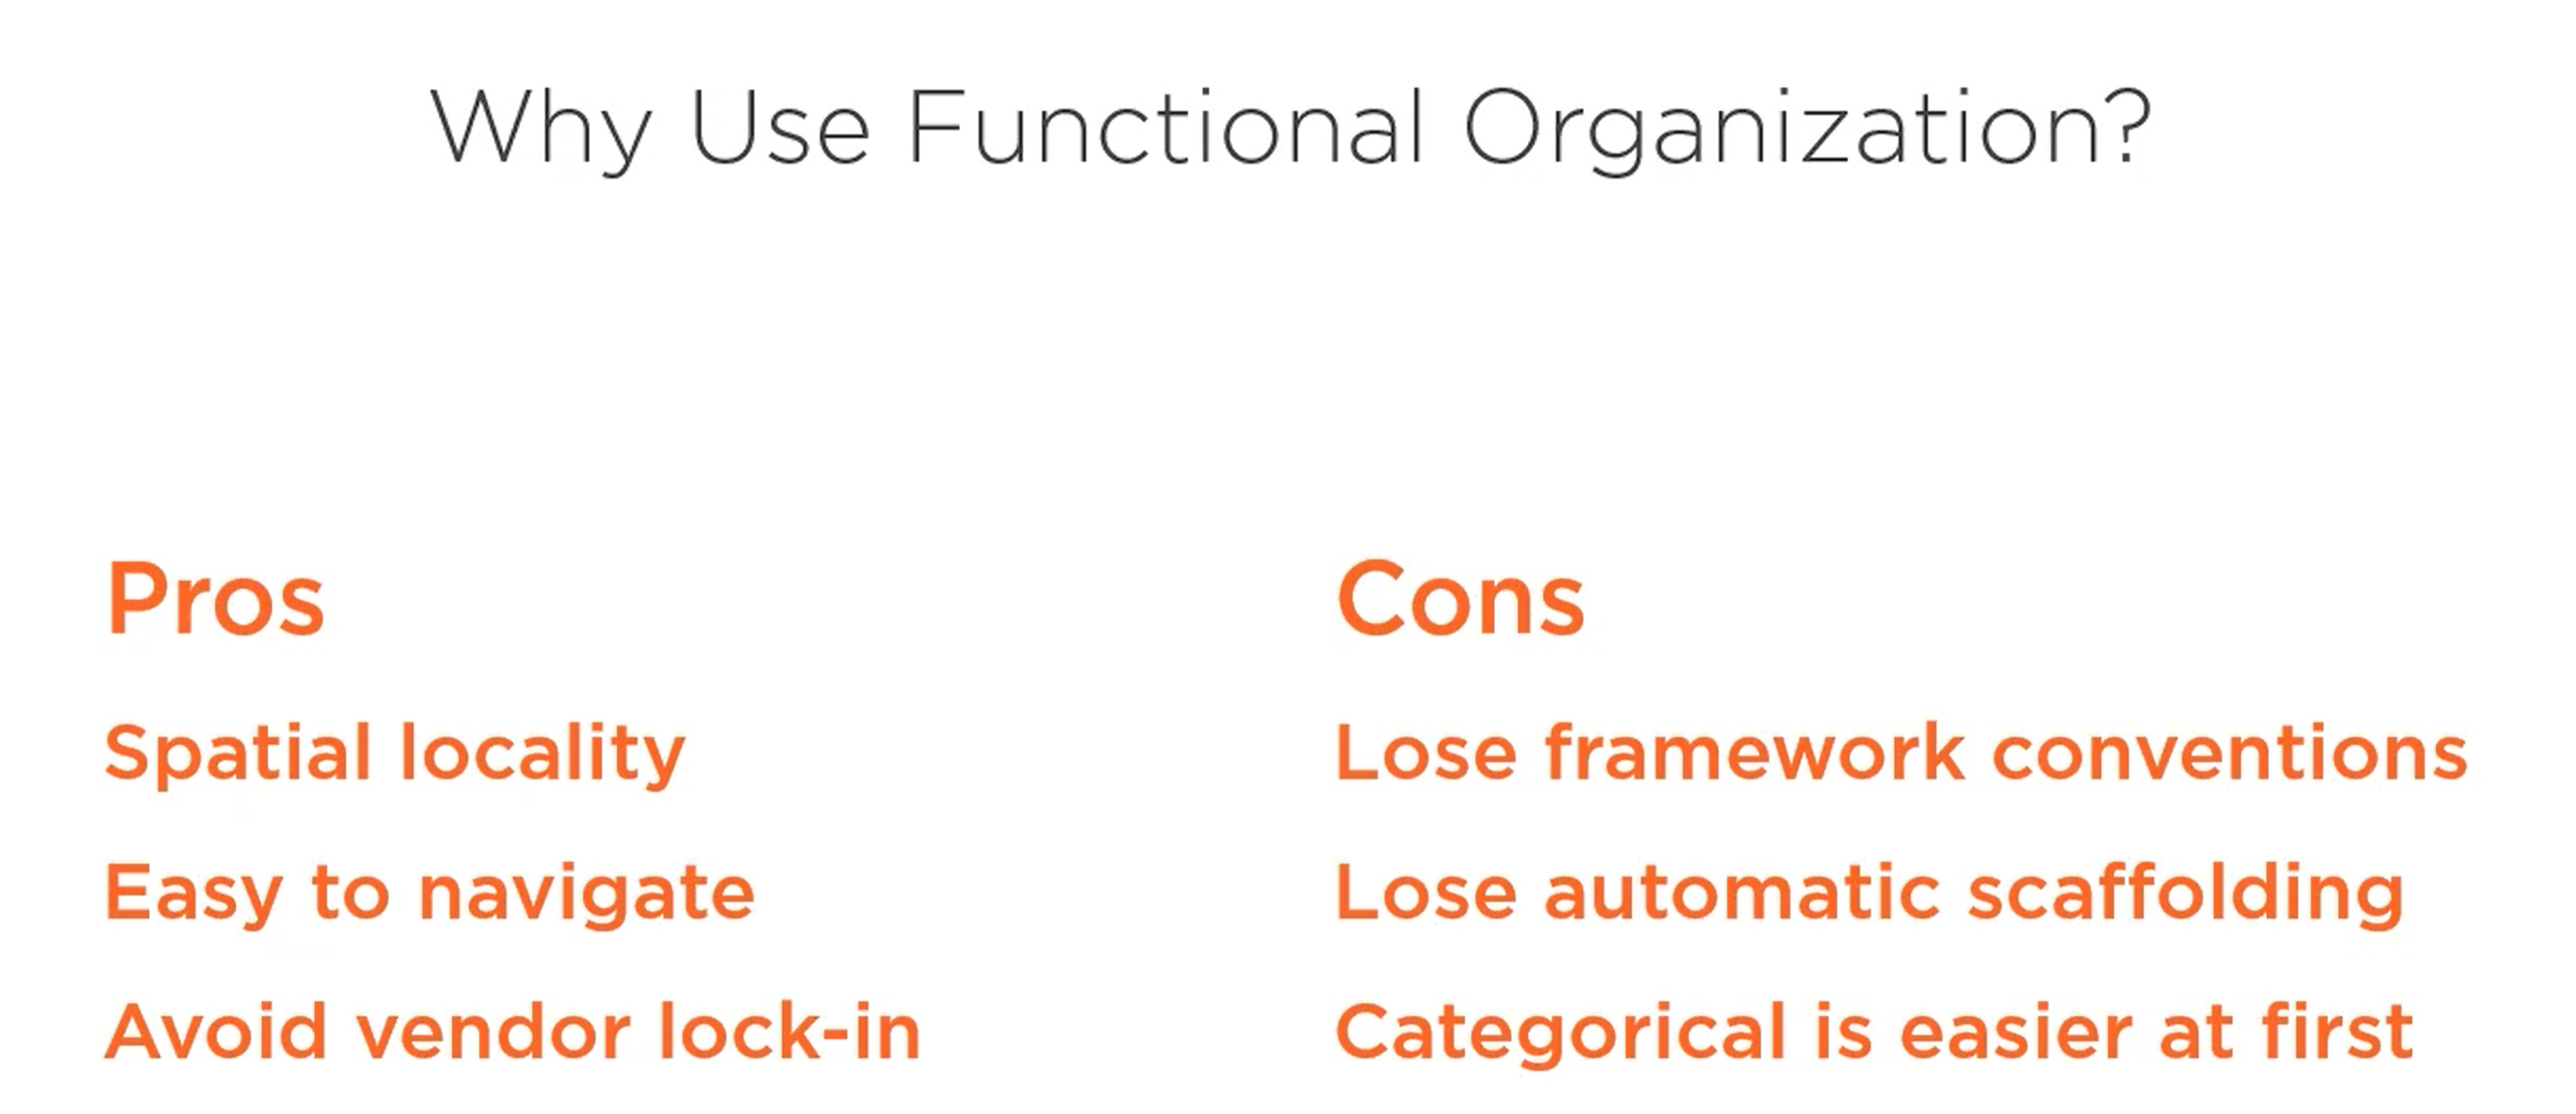 Why Use Functional Organization?
Pros
Spatial locality
Easy to navigate
Avoid vendor lock-in
Cons
Lose framework conventions
Lose automatic scaffolding
Categorical is easier at first